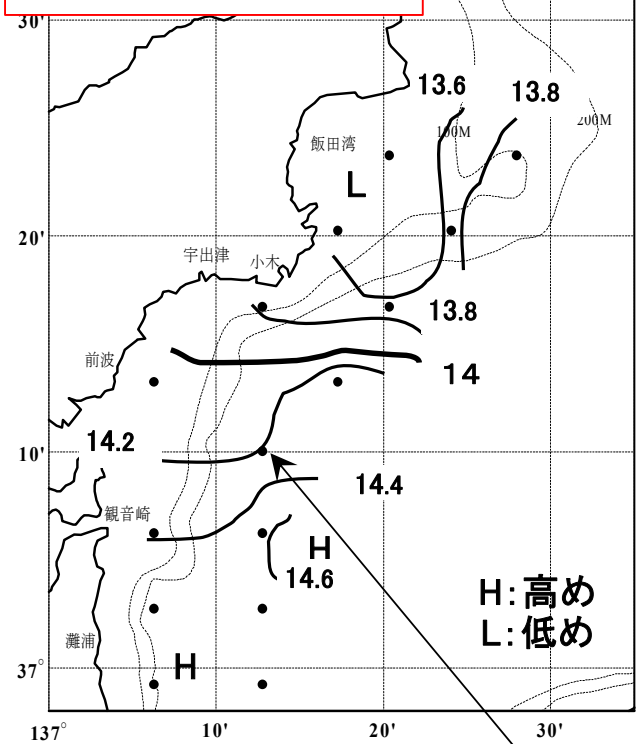 30'
13.6
13.8
100M
200M
飯田湾
L
20'
宇出津
小木
13.8
前波
14
14.2
10'
14.4
観音崎
H
14.6
H:高め
L:低め
灘浦
H
37°
137°
10'
20'
30'